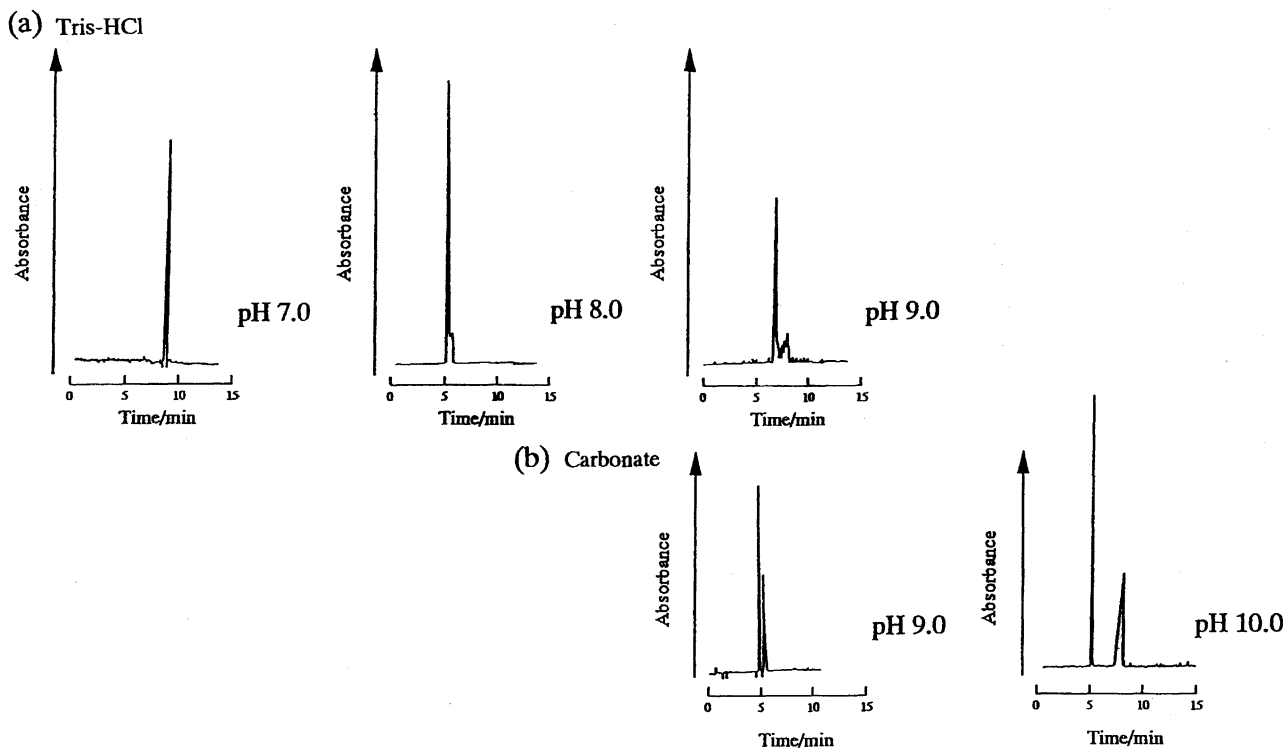 (a) Tris-HCl
Absorbance
pH 7.0
0 5 10 15
Time/min
Absorbance
pH 8.0
0 5 10 15
Time/min
Absorbance
pH 9.0
0 5 10 15
Time/min
(b) Carbonate
Absorbance
pH 9.0
0 5 10 15
Time/min
Absorbance
pH 10.0
0 5 10 15
Time/min